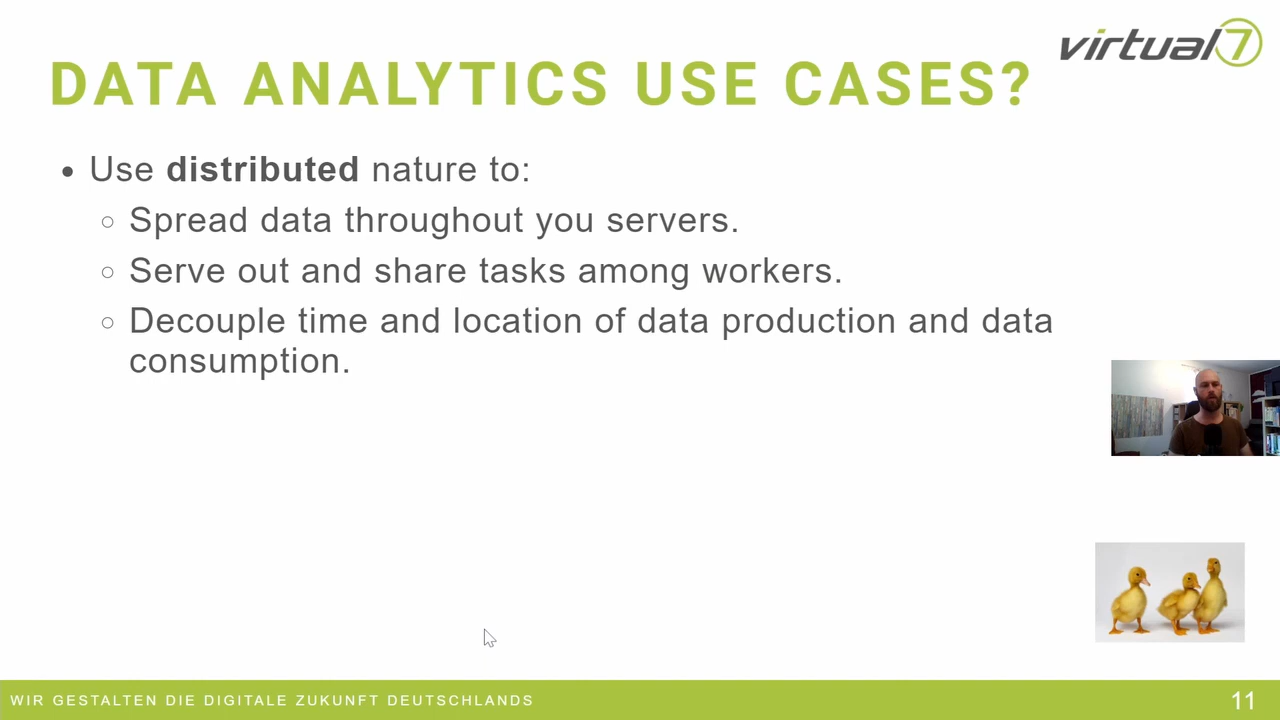 virtual7
DATA ANALYTICS USE CASES?
• Use distributed nature to:
○ Spread data throughout you servers.
○ Serve out and share tasks among workers.
○ Decouple time and location of data production and data
consumption.
WIR GESTALTEN DIE DIGITALE ZUKUNFT DEUTSCHLANDS
11